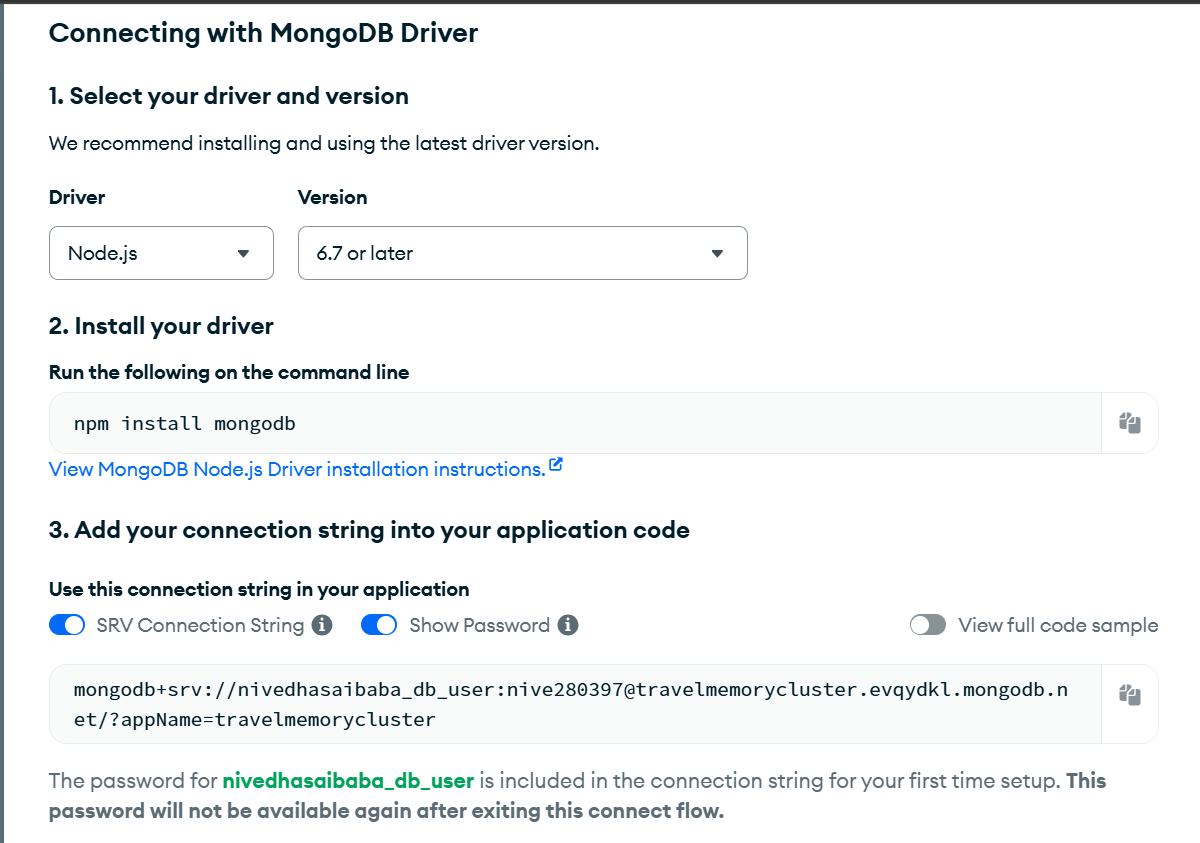 Connecting with MongoDB Driver
1. Select your driver and version
We recommend installing and using the latest driver version.
Driver
Version
Node.js
6.7 or later
2. Install your driver
Run the following on the command line
npm install mongodb
View MongoDB Node.js Driver installation instructions.
3. Add your connection string into your application code
Use this connection string in your application
SRV Connection String
Show Password
View full code sample
mongodb+srv://nivedhasaibaba_db_user:nive280397@travelmemorycluster.evqydkl.mongodb.n
et/?appName=travelmemorycluster
The password for nivedhasaibaba_db_user is included in the connection string for your first time setup. This
password will not be available again after exiting this connect flow.